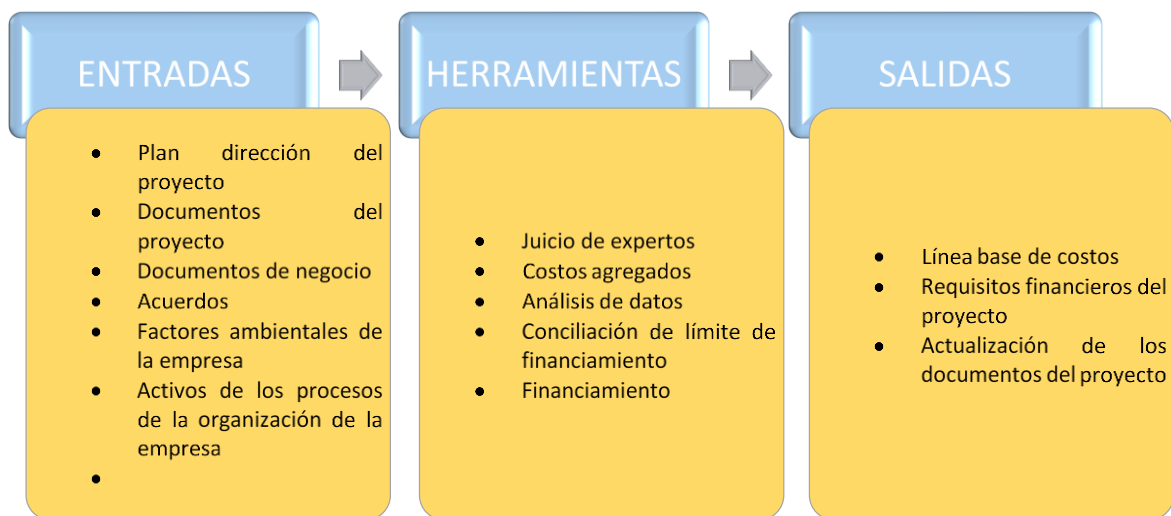 ENTRADAS
• Plan dirección del
proyecto
• Documentos del
proyecto
• Documentos de negocio
• Acuerdos
• Factores ambientales de
la empresa
• Activos de los procesos
de la organización de la
empresa
•
HERRAMIENTAS
• Juicio de expertos
• Costos agregados
• Análisis de datos
• Conciliación de límite de
financiamiento
• Financiamiento
SALIDAS
• Línea base de costos
• Requisitos financieros del
proyecto
• Actualización de los
documentos del proyecto